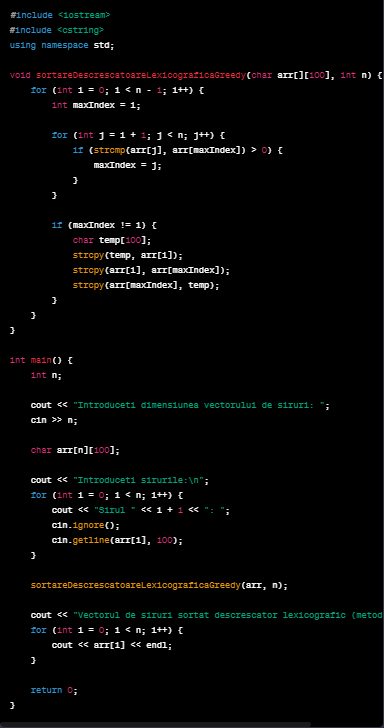 #include <iostream>
#include <cstring>
using namespace std;

void sortareDescrescatoareLexicograficaGreedy(char arr[][100], int n) {
    for (int i = 0; i < n - 1; i++) {
        int maxIndex = i;

        for (int j = i + 1; j < n; j++) {
            if (strcmp(arr[j], arr[maxIndex]) > 0) {
                maxIndex = j;
            }
        }

        if (maxIndex != i) {
            char temp[100];
            strcpy(temp, arr[i]);
            strcpy(arr[i], arr[maxIndex]);
            strcpy(arr[maxIndex], temp);
        }
    }
}

int main() {
    int n;

    cout << "Introduceti dimensiunea vectorului de siruri: ";
    cin >> n;

    char arr[n][100];

    cout << "Introduceti sirurile:\n";
    for (int i = 0; i < n; i++) {
        cout << "Sirul " << i + 1 << ": ";
        cin.ignore();
        cin.getline(arr[i], 100);
    }

    sortareDescrescatoareLexicograficaGreedy(arr, n);

    cout << "Vectorul de siruri sortat descrescator lexicografic (metod
    for (int i = 0; i < n; i++) {
        cout << arr[i] << endl;
    }

    return 0;
}